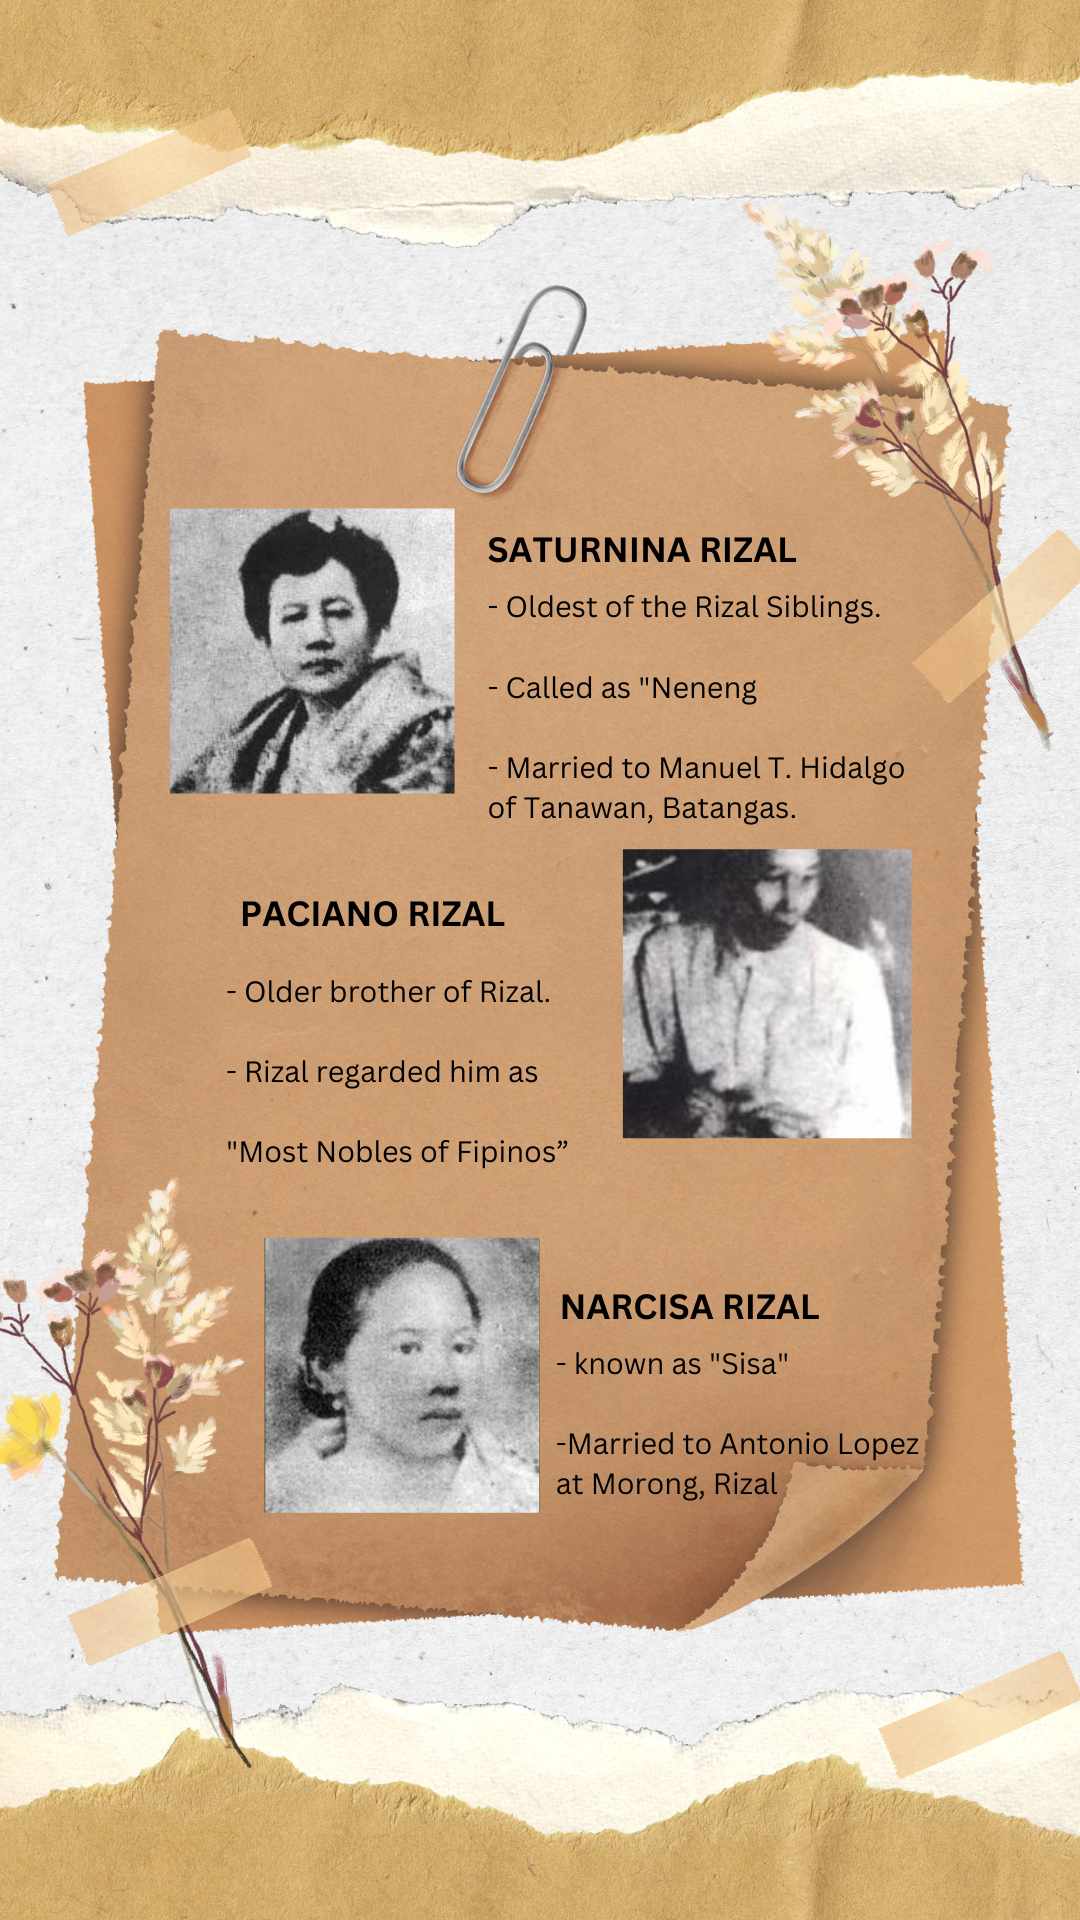 SATURNINA RIZAL
- Oldest of the Rizal Siblings.
- Called as "Neneng
- Married to Manuel T. Hidalgo
of Tanawan, Batangas.
PACIANO RIZAL
- Older brother of Rizal.
- Rizal regarded him as
"Most Nobles of Fipinos”
NARCISA RIZAL
- known as "Sisa"
-Married to Antonio Lopez
at Morong, Rizal